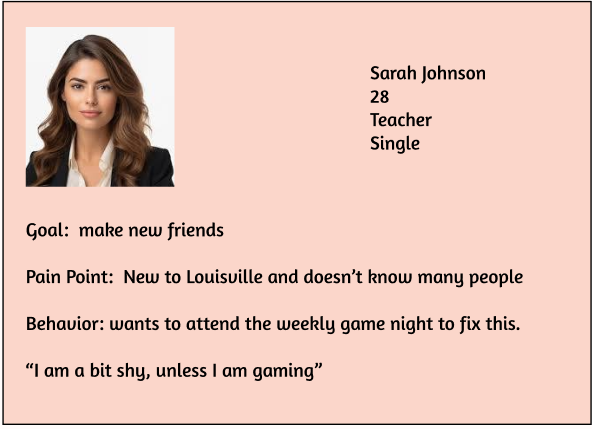 Sarah Johnson
28
Teacher
Single
Goal:  make new friends
Pain Point:  New to Louisville and doesn’t know many people
Behavior: wants to attend the weekly game night to fix this.
“I am a bit shy, unless I am gaming”